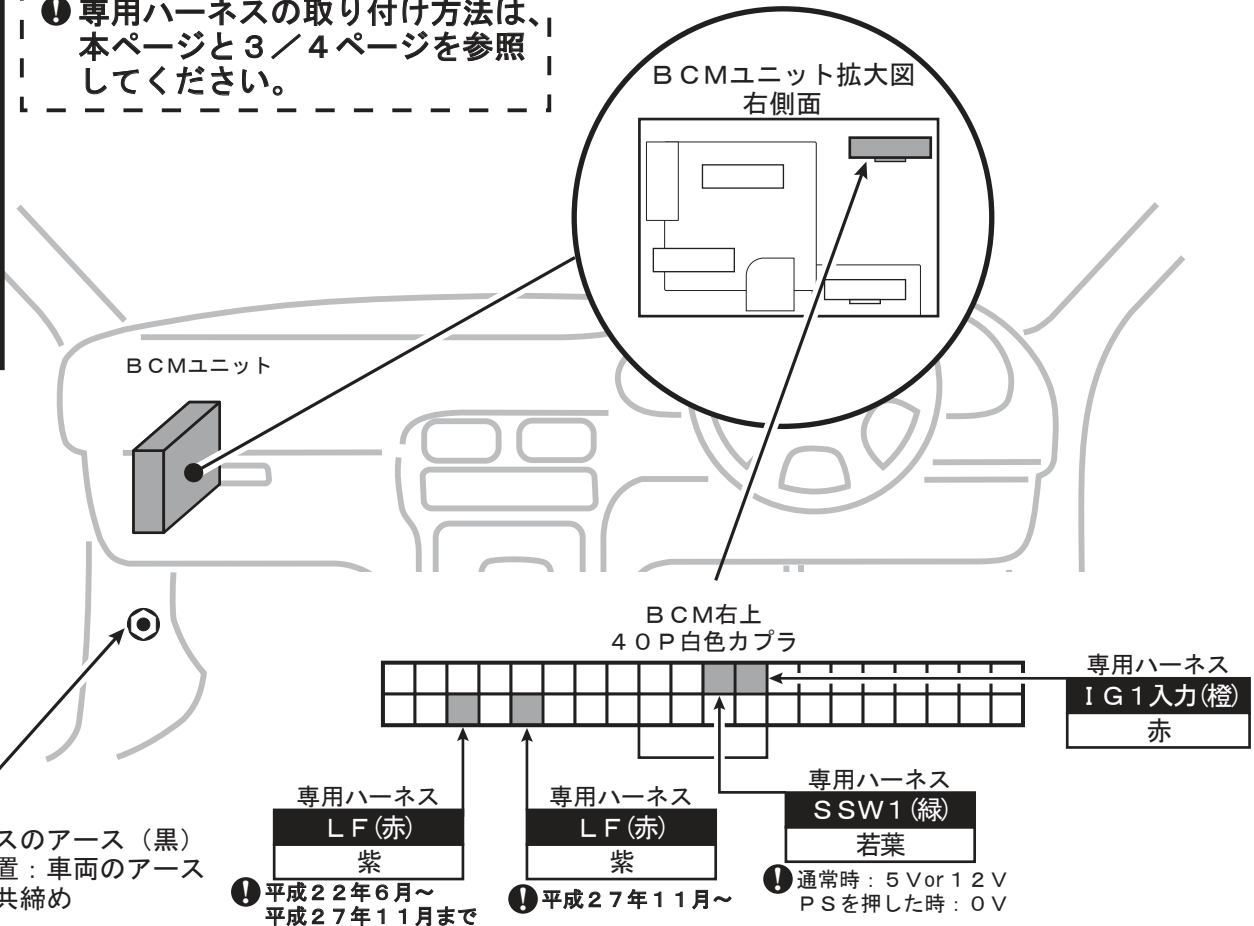 専用ハーネスの取り付け方法は、
本ページと３／４ページを参照
してください。
ＢＣＭユニット拡大図
右側面
ＢＣＭユニット
ＢＣＭ右上
４０Ｐ白色カプラ
専用ハーネス
ＩＧ１入力(橙)
赤
専用ハーネス
ＬＦ(赤)
紫
平成２２年６月～
平成２７年１１月まで
専用ハーネス
ＬＦ(赤)
紫
平成２７年１１月～
専用ハーネス
ＳＳＷ１(緑)
若葉
通常時：５Ｖor１２Ｖ
ＰＳを押した時：０Ｖ
スのアース（黒）
置：車両のアース
共締め